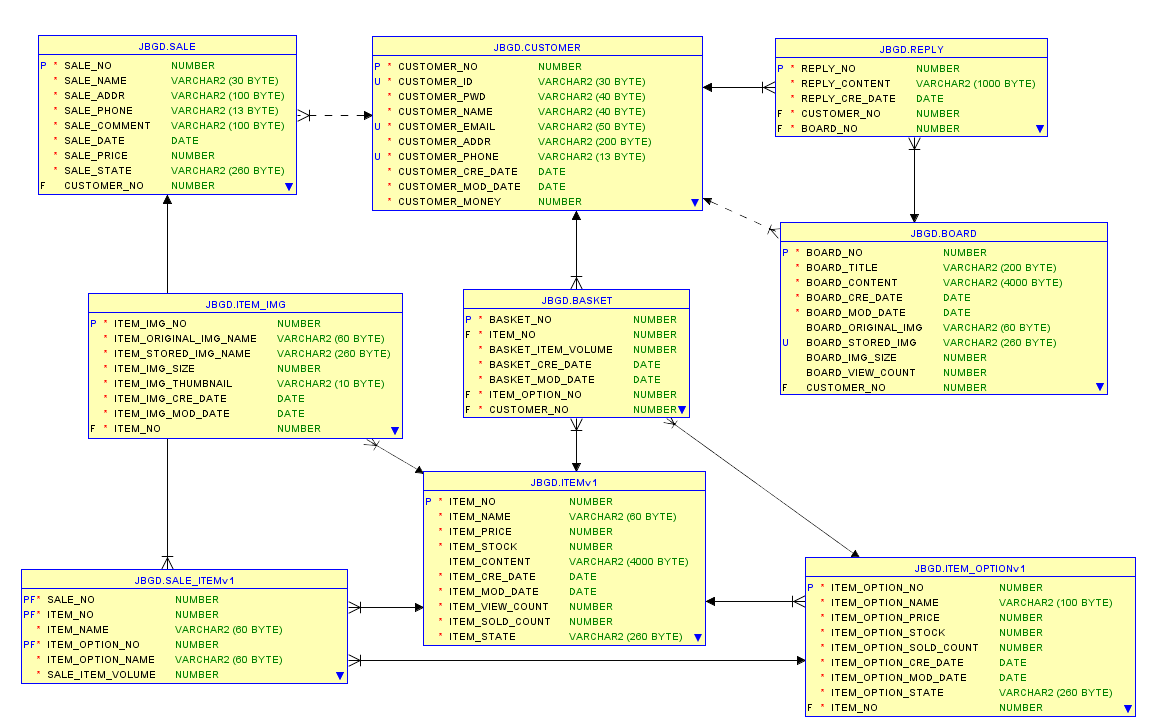 JBGD.SALE
P * SALE_NO NUMBER
* SALE_NAME VARCHAR2 (30 BYTE)
* SALE_ADDR VARCHAR2 (100 BYTE)
* SALE_PHONE VARCHAR2 (13 BYTE)
* SALE_COMMENT VARCHAR2 (100 BYTE)
* SALE_DATE DATE
* SALE_PRICE NUMBER
* SALE_STATE VARCHAR2 (260 BYTE)
F CUSTOMER_NO NUMBER
JBGD.CUSTOMER
P * CUSTOMER_NO NUMBER
U * CUSTOMER_ID VARCHAR2 (30 BYTE)
* CUSTOMER_PWD VARCHAR2 (40 BYTE)
* CUSTOMER_NAME VARCHAR2 (40 BYTE)
U * CUSTOMER_EMAIL VARCHAR2 (50 BYTE)
* CUSTOMER_ADDR VARCHAR2 (200 BYTE)
U * CUSTOMER_PHONE VARCHAR2 (13 BYTE)
* CUSTOMER_CRE_DATE DATE
* CUSTOMER_MOD_DATE DATE
* CUSTOMER_MONEY NUMBER
JBGD.REPLY
P * REPLY_NO NUMBER
* REPLY_CONTENT VARCHAR2 (1000 BYTE)
* REPLY_CRE_DATE DATE
F * CUSTOMER_NO NUMBER
F * BOARD_NO NUMBER
JBGD.BOARD
P * BOARD_NO NUMBER
* BOARD_TITLE VARCHAR2 (200 BYTE)
* BOARD_CONTENT VARCHAR2 (4000 BYTE)
* BOARD_CRE_DATE DATE
* BOARD_MOD_DATE DATE
BOARD_ORIGINAL_IMG VARCHAR2 (60 BYTE)
U BOARD_STORED_IMG VARCHAR2 (260 BYTE)
BOARD_IMG_SIZE NUMBER
BOARD_VIEW_COUNT NUMBER
F CUSTOMER_NO NUMBER
JBGD.ITEM_IMG
P * ITEM_IMG_NO NUMBER
* ITEM_ORIGINAL_IMG_NAME VARCHAR2 (60 BYTE)
* ITEM_STORED_IMG_NAME VARCHAR2 (260 BYTE)
* ITEM_IMG_SIZE NUMBER
* ITEM_IMG_THUMBNAIL VARCHAR2 (10 BYTE)
* ITEM_IMG_CRE_DATE DATE
* ITEM_IMG_MOD_DATE DATE
F * ITEM_NO NUMBER
JBGD.BASKET
P * BASKET_NO NUMBER
F * ITEM_NO NUMBER
* BASKET_ITEM_VOLUME NUMBER
* BASKET_CRE_DATE DATE
* BASKET_MOD_DATE DATE
F * ITEM_OPTION_NO NUMBER
F * CUSTOMER_NO NUMBER
JBGD.ITEMv1
P * ITEM_NO NUMBER
* ITEM_NAME VARCHAR2 (60 BYTE)
* ITEM_PRICE NUMBER
* ITEM_STOCK NUMBER
ITEM_CONTENT VARCHAR2 (4000 BYTE)
* ITEM_CRE_DATE DATE
* ITEM_MOD_DATE DATE
* ITEM_VIEW_COUNT NUMBER
* ITEM_SOLD_COUNT NUMBER
* ITEM_STATE VARCHAR2 (260 BYTE)
JBGD.SALE_ITEMv1
PF* SALE_NO NUMBER
PF* ITEM_NO NUMBER
* ITEM_NAME VARCHAR2 (60 BYTE)
PF* ITEM_OPTION_NO NUMBER
* ITEM_OPTION_NAME VARCHAR2 (60 BYTE)
* SALE_ITEM_VOLUME NUMBER
JBGD.ITEM_OPTIONv1
P * ITEM_OPTION_NO NUMBER
* ITEM_OPTION_NAME VARCHAR2 (100 BYTE)
* ITEM_OPTION_PRICE NUMBER
* ITEM_OPTION_STOCK NUMBER
* ITEM_OPTION_SOLD_COUNT NUMBER
* ITEM_OPTION_CRE_DATE DATE
* ITEM_OPTION_MOD_DATE DATE
* ITEM_OPTION_STATE VARCHAR2 (260 BYTE)
F * ITEM_NO NUMBER